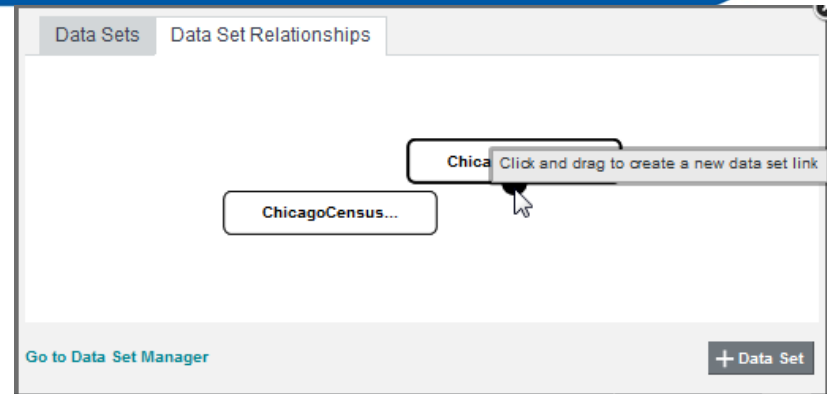 Data Sets Data Set Relationships
Chica Click and drag to create a new data set link
ChicagoCensus...
Go to Data Set Manager + Data Set